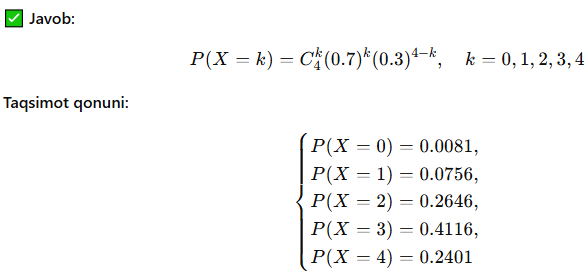 ✅ Javob:
P(X = k) = C₄ᵏ(0.7)ᵏ(0.3)⁴⁻ᵏ, k = 0, 1, 2, 3, 4
Taqsimot qonuni:
P(X = 0) = 0.0081,
P(X = 1) = 0.0756,
P(X = 2) = 0.2646,
P(X = 3) = 0.4116,
P(X = 4) = 0.2401